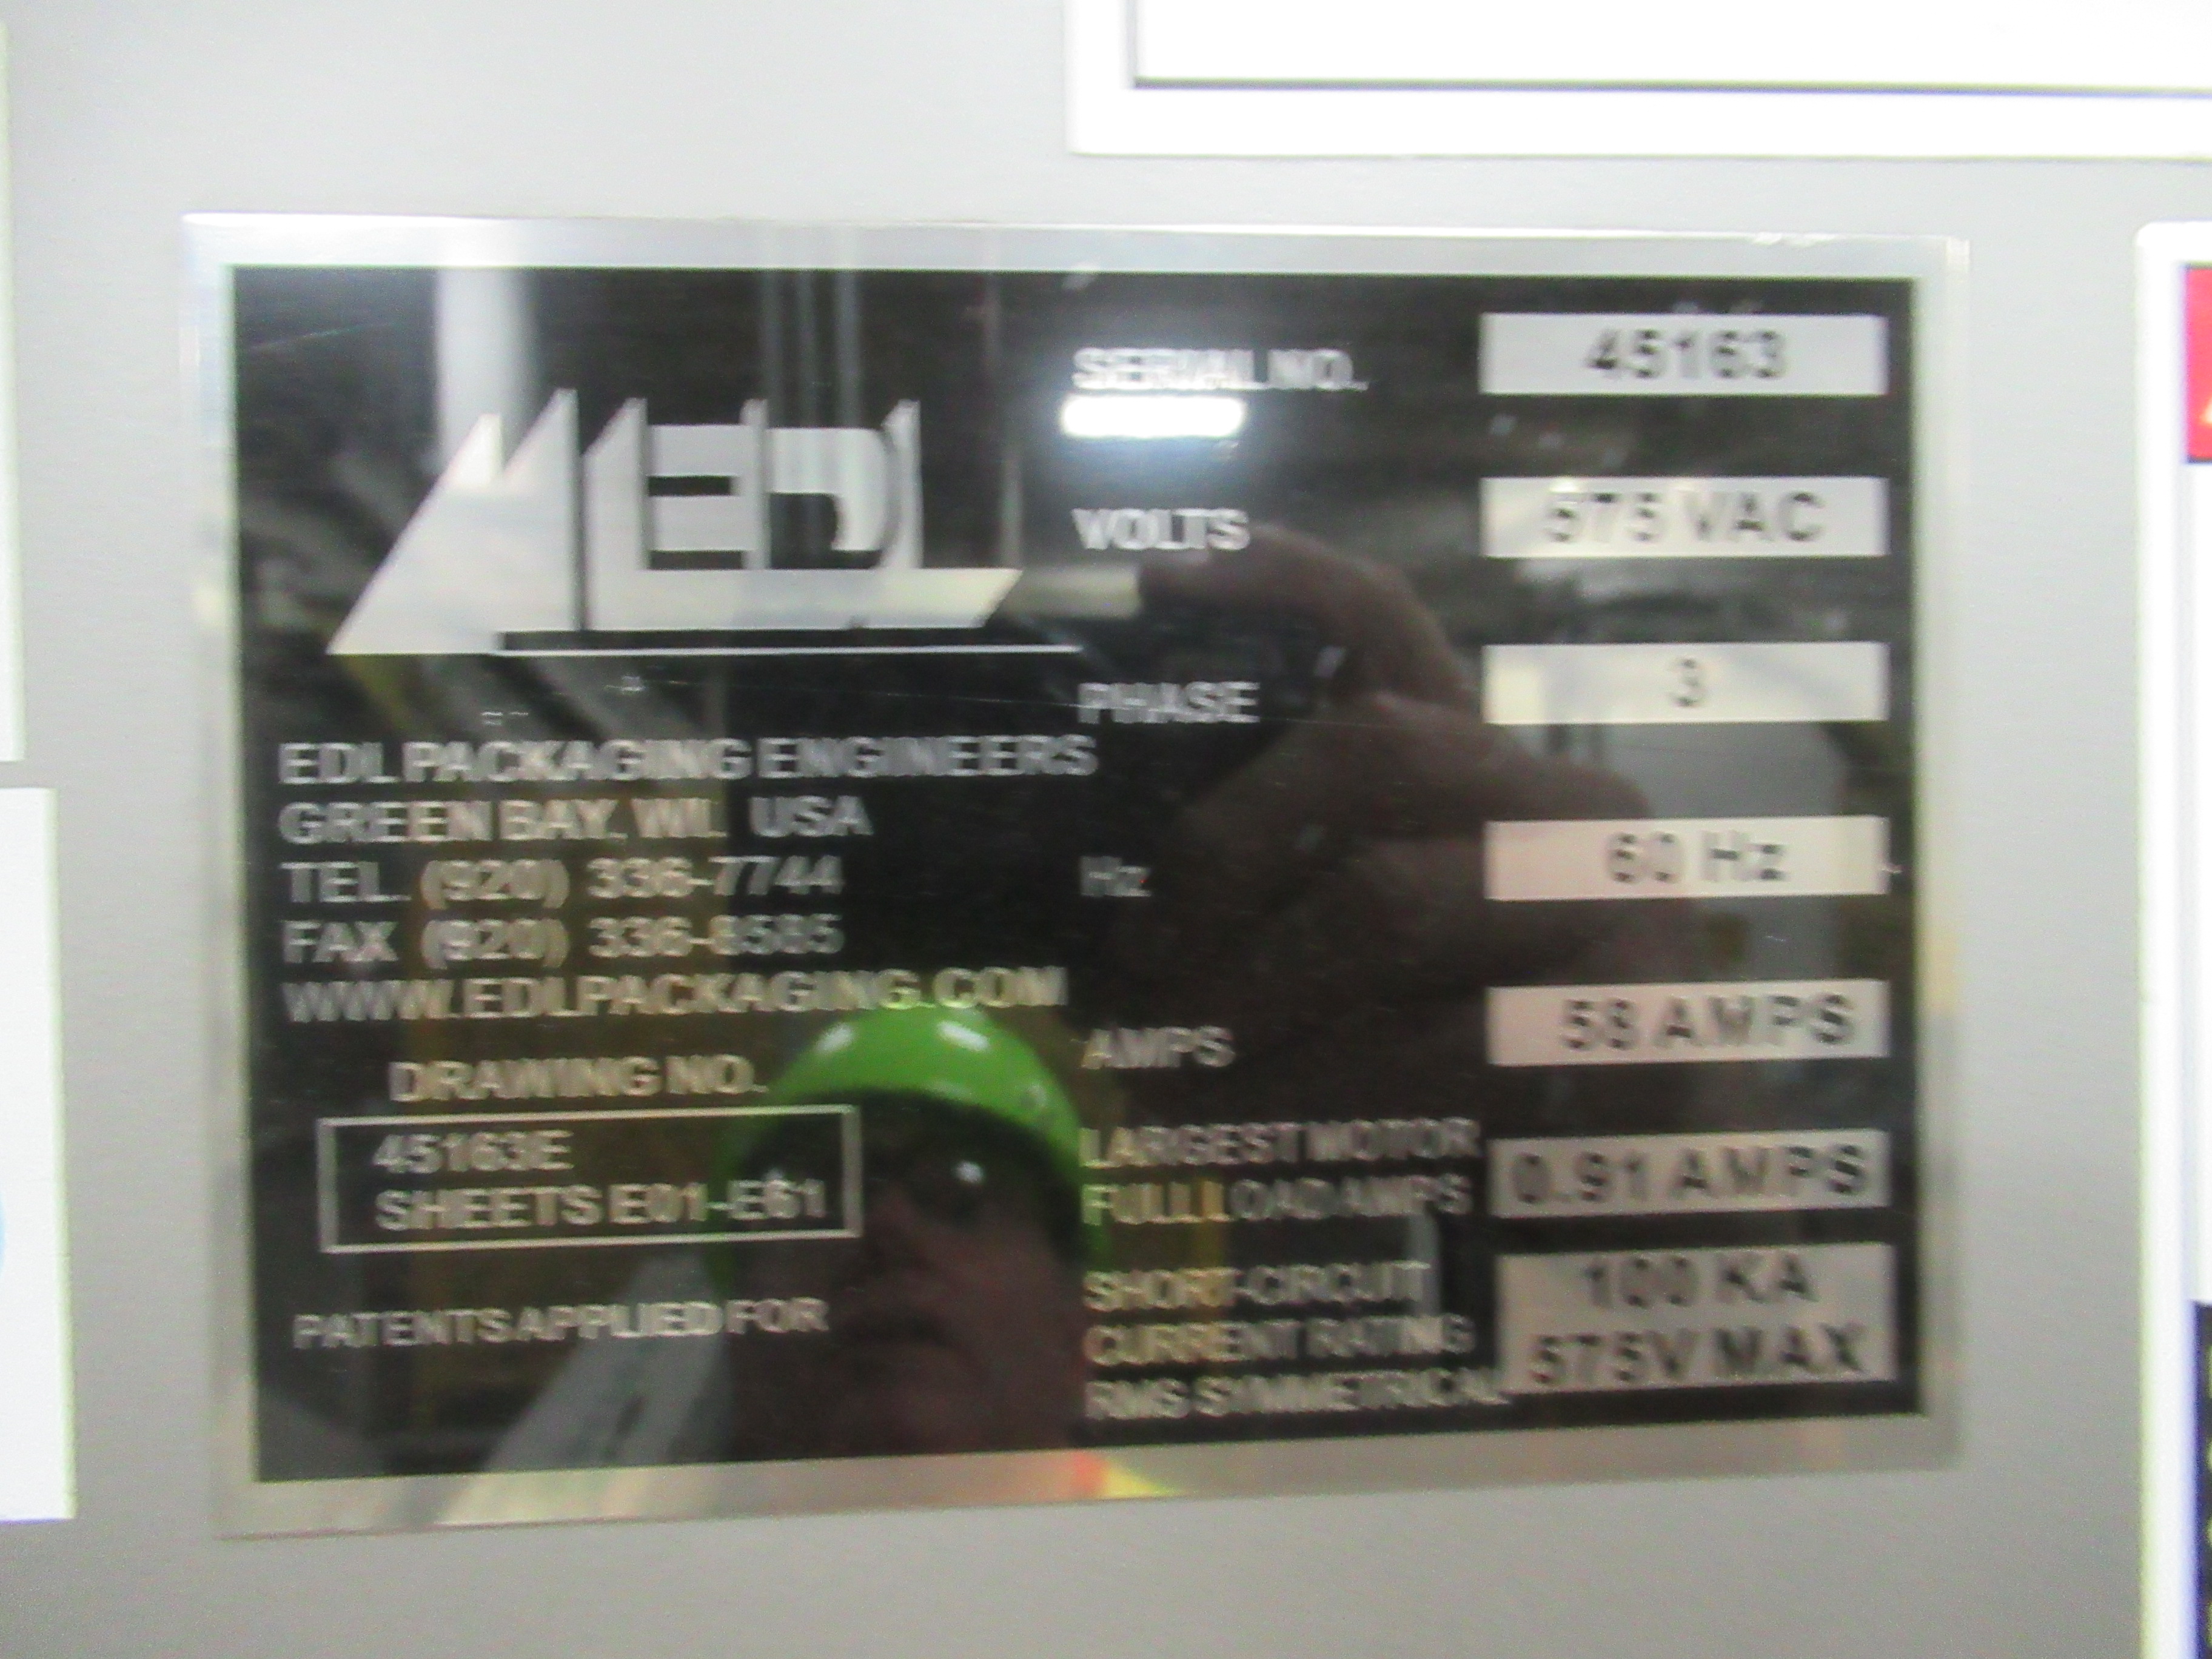 EDL
EDL PACKAGING ENGINEERS
GREEN BAY, WI. USA
TEL. (920) 336-7744
FAX (920) 336-8585
WWW.EDLPACKAGING.COM
DRAWING NO.
45163E
SHEETS E01-E61
PATENTS APPLIED FOR
SERIAL NO. 45163
VOLTS 575 VAC
PHASE 3
Hz 60 Hz
AMPS 58 AMPS
LARGEST MOTOR
FULL LOAD AMPS 0.91 AMPS
SHORT-CIRCUIT
CURRENT RATING
RMS SYMMETRICAL
100 KA
575V MAX